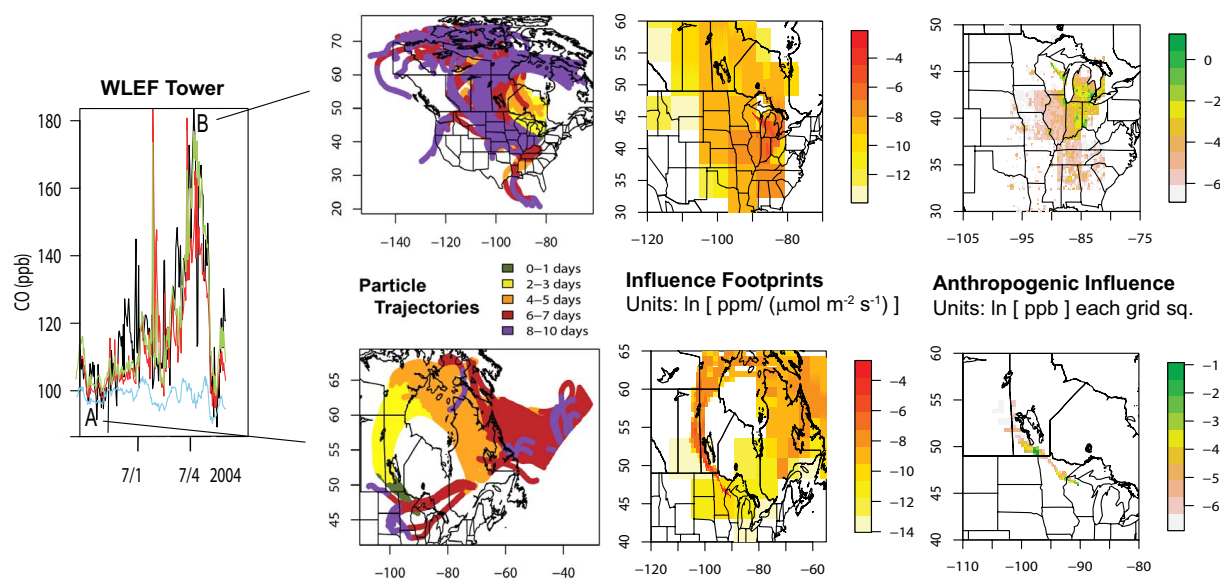 WLEF Tower
CO (ppb)
180
160
140
120
100
A
B
7/1 7/4 2004
70
60
50
40
30
20
−140 −120 −100 −80
60
55
50
45
40
35
30
−120 −100 −80
−4
−6
−8
−10
−12
50
45
40
35
30
−105 −95 −85 −75
0
−1
−2
−3
−4
−5
−6
Particle
Trajectories
0−1 days
2−3 days
4−5 days
6−7 days
8−10 days
Influence Footprints
Units: ln [ ppm/ (μmol m⁻² s⁻¹) ]
Anthropogenic Influence
Units: ln [ ppb ] each grid sq.
65
60
55
50
45
−100 −80 −60 −40
65
60
55
50
45
40
−100 −80 −60
−4
−6
−8
−10
−12
−14
60
55
50
45
40
−110 −100 −90 −80
−1
−2
−3
−4
−5
−6